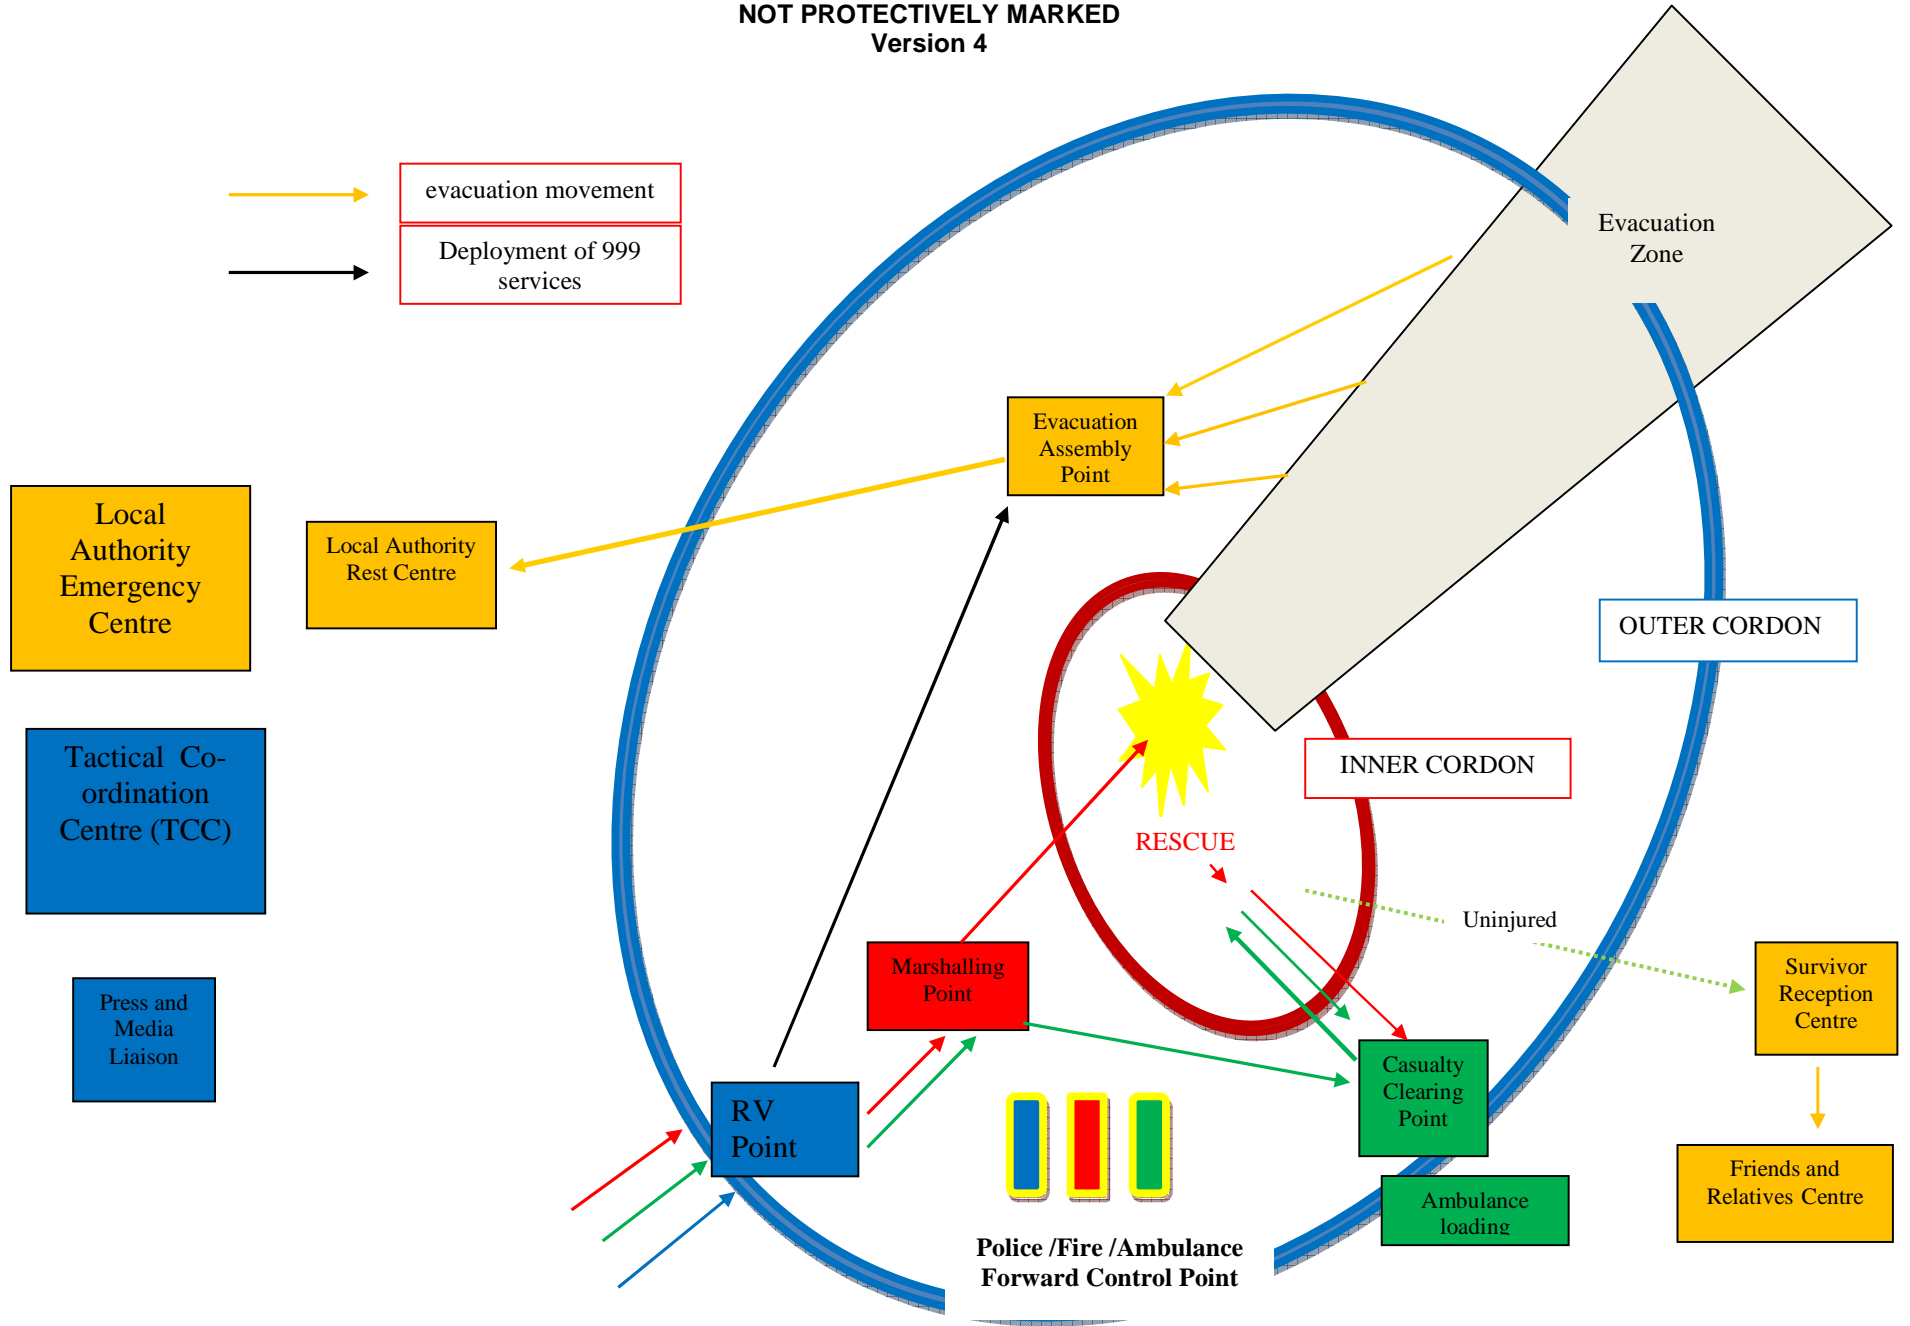 NOT PROTECTIVELY MARKED
Version 4
evacuation movement
Deployment of 999
services
Evacuation
Zone
Evacuation
Assembly
Point
Local
Authority
Emergency
Centre
Local Authority
Rest Centre
OUTER CORDON
Tactical Co-
ordination
Centre (TCC)
INNER CORDON
RESCUE
Uninjured
Marshalling
Point
Survivor
Reception
Centre
Press and
Media
Liaison
Casualty
Clearing
Point
RV
Point
Friends and
Relatives Centre
Ambulance
loading
Police /Fire /Ambulance
Forward Control Point